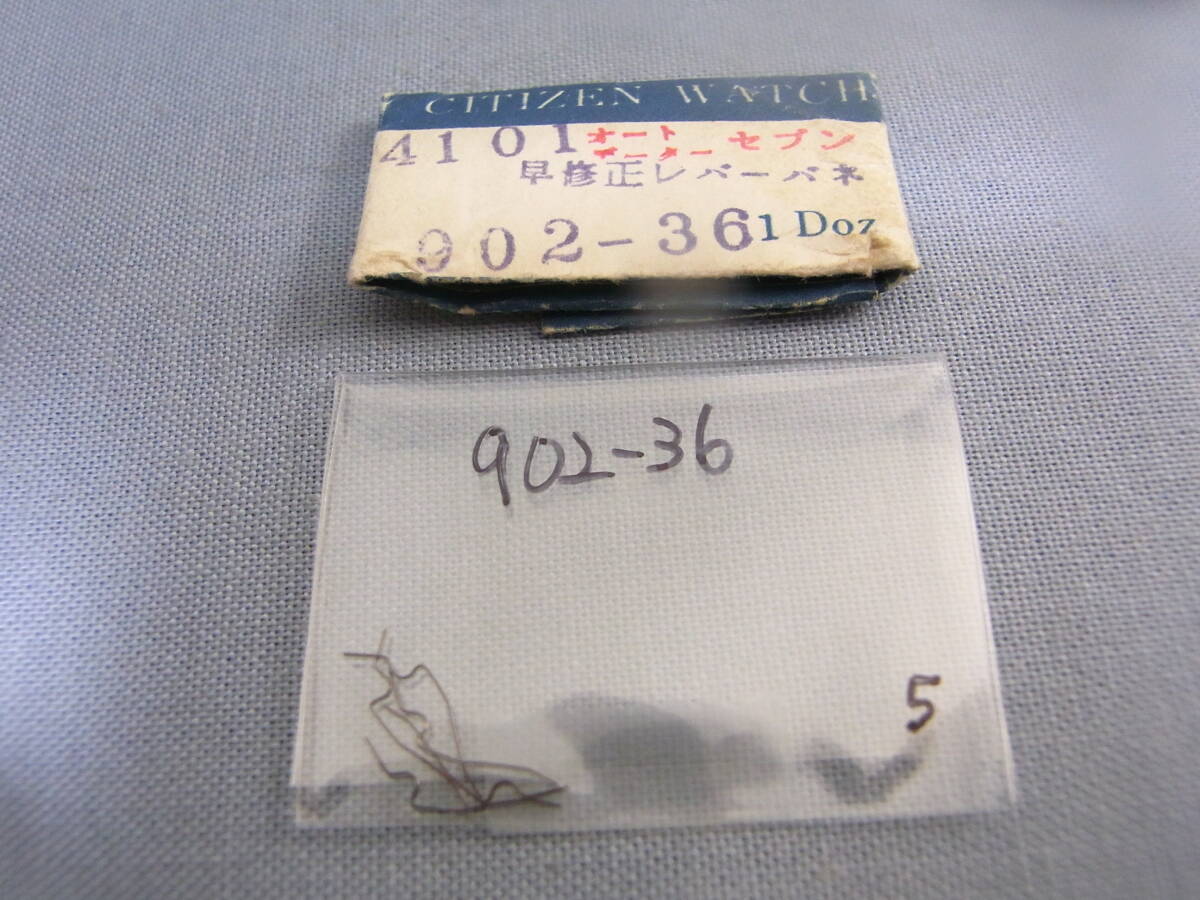 CITIZEN WATCH
4101 オート データー セブン
早修正レバーバネ
902-36 1 Doz
902-36
5